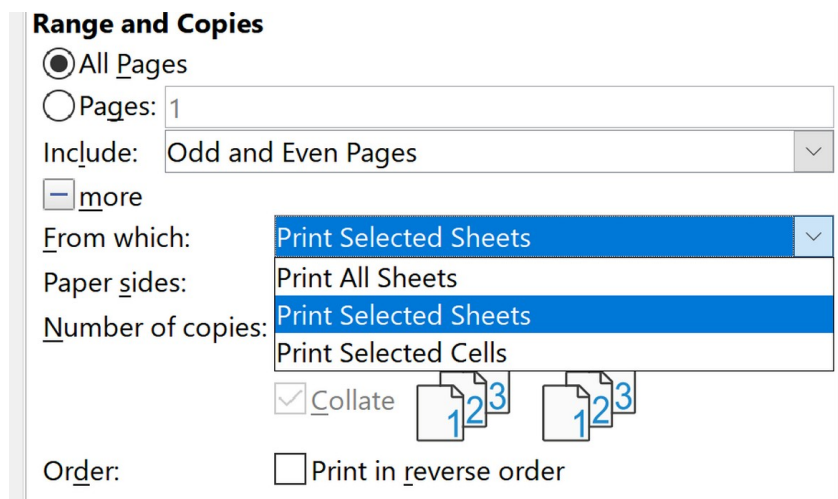 Range and Copies
All Pages
Pages: 1
Include: Odd and Even Pages
more
From which: Print Selected Sheets
Print All Sheets
Paper sides:
Print Selected Sheets
Number of copies:
Print Selected Cells
Collate 1 2 3 1 2 3
Order: Print in reverse order